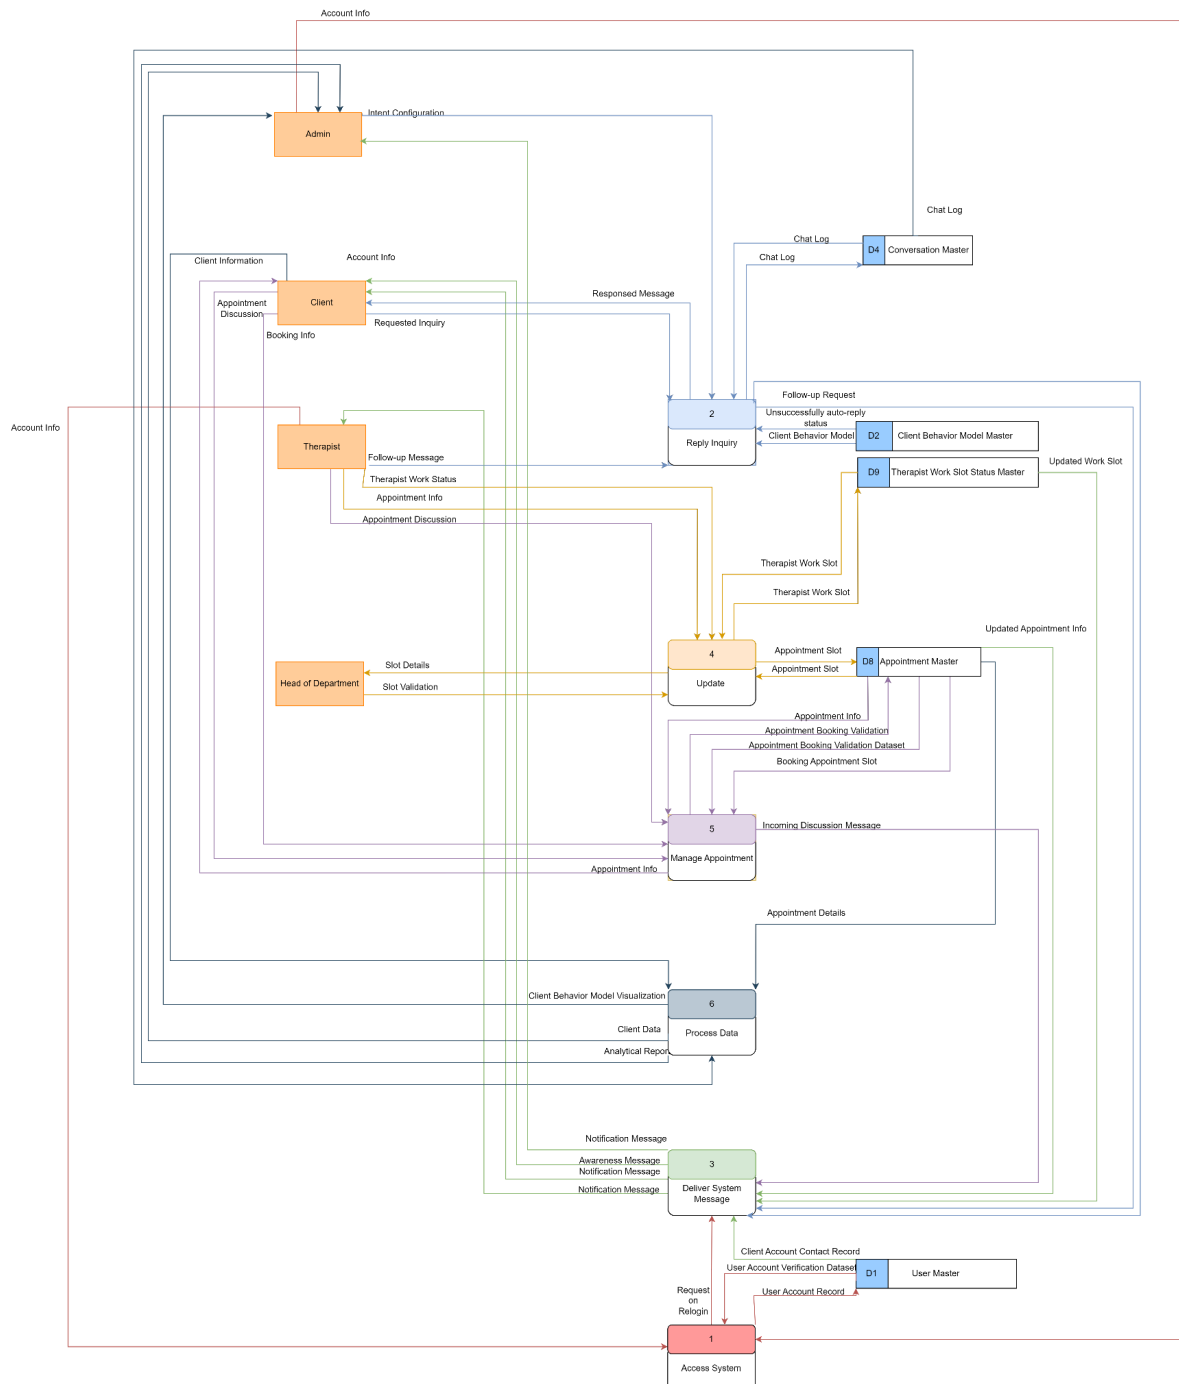 Account Info
Admin
Intent Configuration
Chat Log
Chat Log
D4
Conversation Master
Chat Log
Client Information
Account Info
Client
Responsed Message
Appointment
Discussion
Requested Inquiry
Booking Info
Follow-up Request
2
Unsuccessfully auto-reply
status
Reply Inquiry
Client Behavior Model
D2
Client Behavior Model Master
Account Info
Therapist
Follow-up Message
Updated Work Slot
D9
Therapist Work Slot Status Master
Therapist Work Status
Appointment Info
Appointment Discussion
Therapist Work Slot
Therapist Work Slot
Updated Appointment Info
4
Update
Appointment Slot
D8
Appointment Master
Appointment Slot
Slot Details
Head of Department
Slot Validation
Appointment Info
Appointment Booking Validation
Appointment Booking Validation Dataset
Booking Appointment Slot
5
Incoming Discussion Message
Manage Appointment
Appointment Info
Appointment Details
Client Behavior Model Visualization
6
Client Data
Process Data
Analytical Repor
Notification Message
Awareness Message
3
Notification Message
Deliver System
Message
Notification Message
Client Account Contact Record
User Account Verification Dataset
D1
User Master
User Account Record
Request
on
Relogin
1
Access System